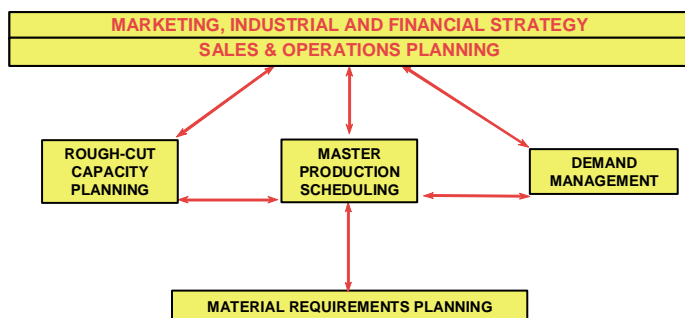 MARKETING, INDUSTRIAL AND FINANCIAL STRATEGY
SALES & OPERATIONS PLANNING
ROUGH-CUT
CAPACITY
PLANNING
MASTER
PRODUCTION
SCHEDULING
DEMAND
MANAGEMENT
MATERIAL REQUIREMENTS PLANNING